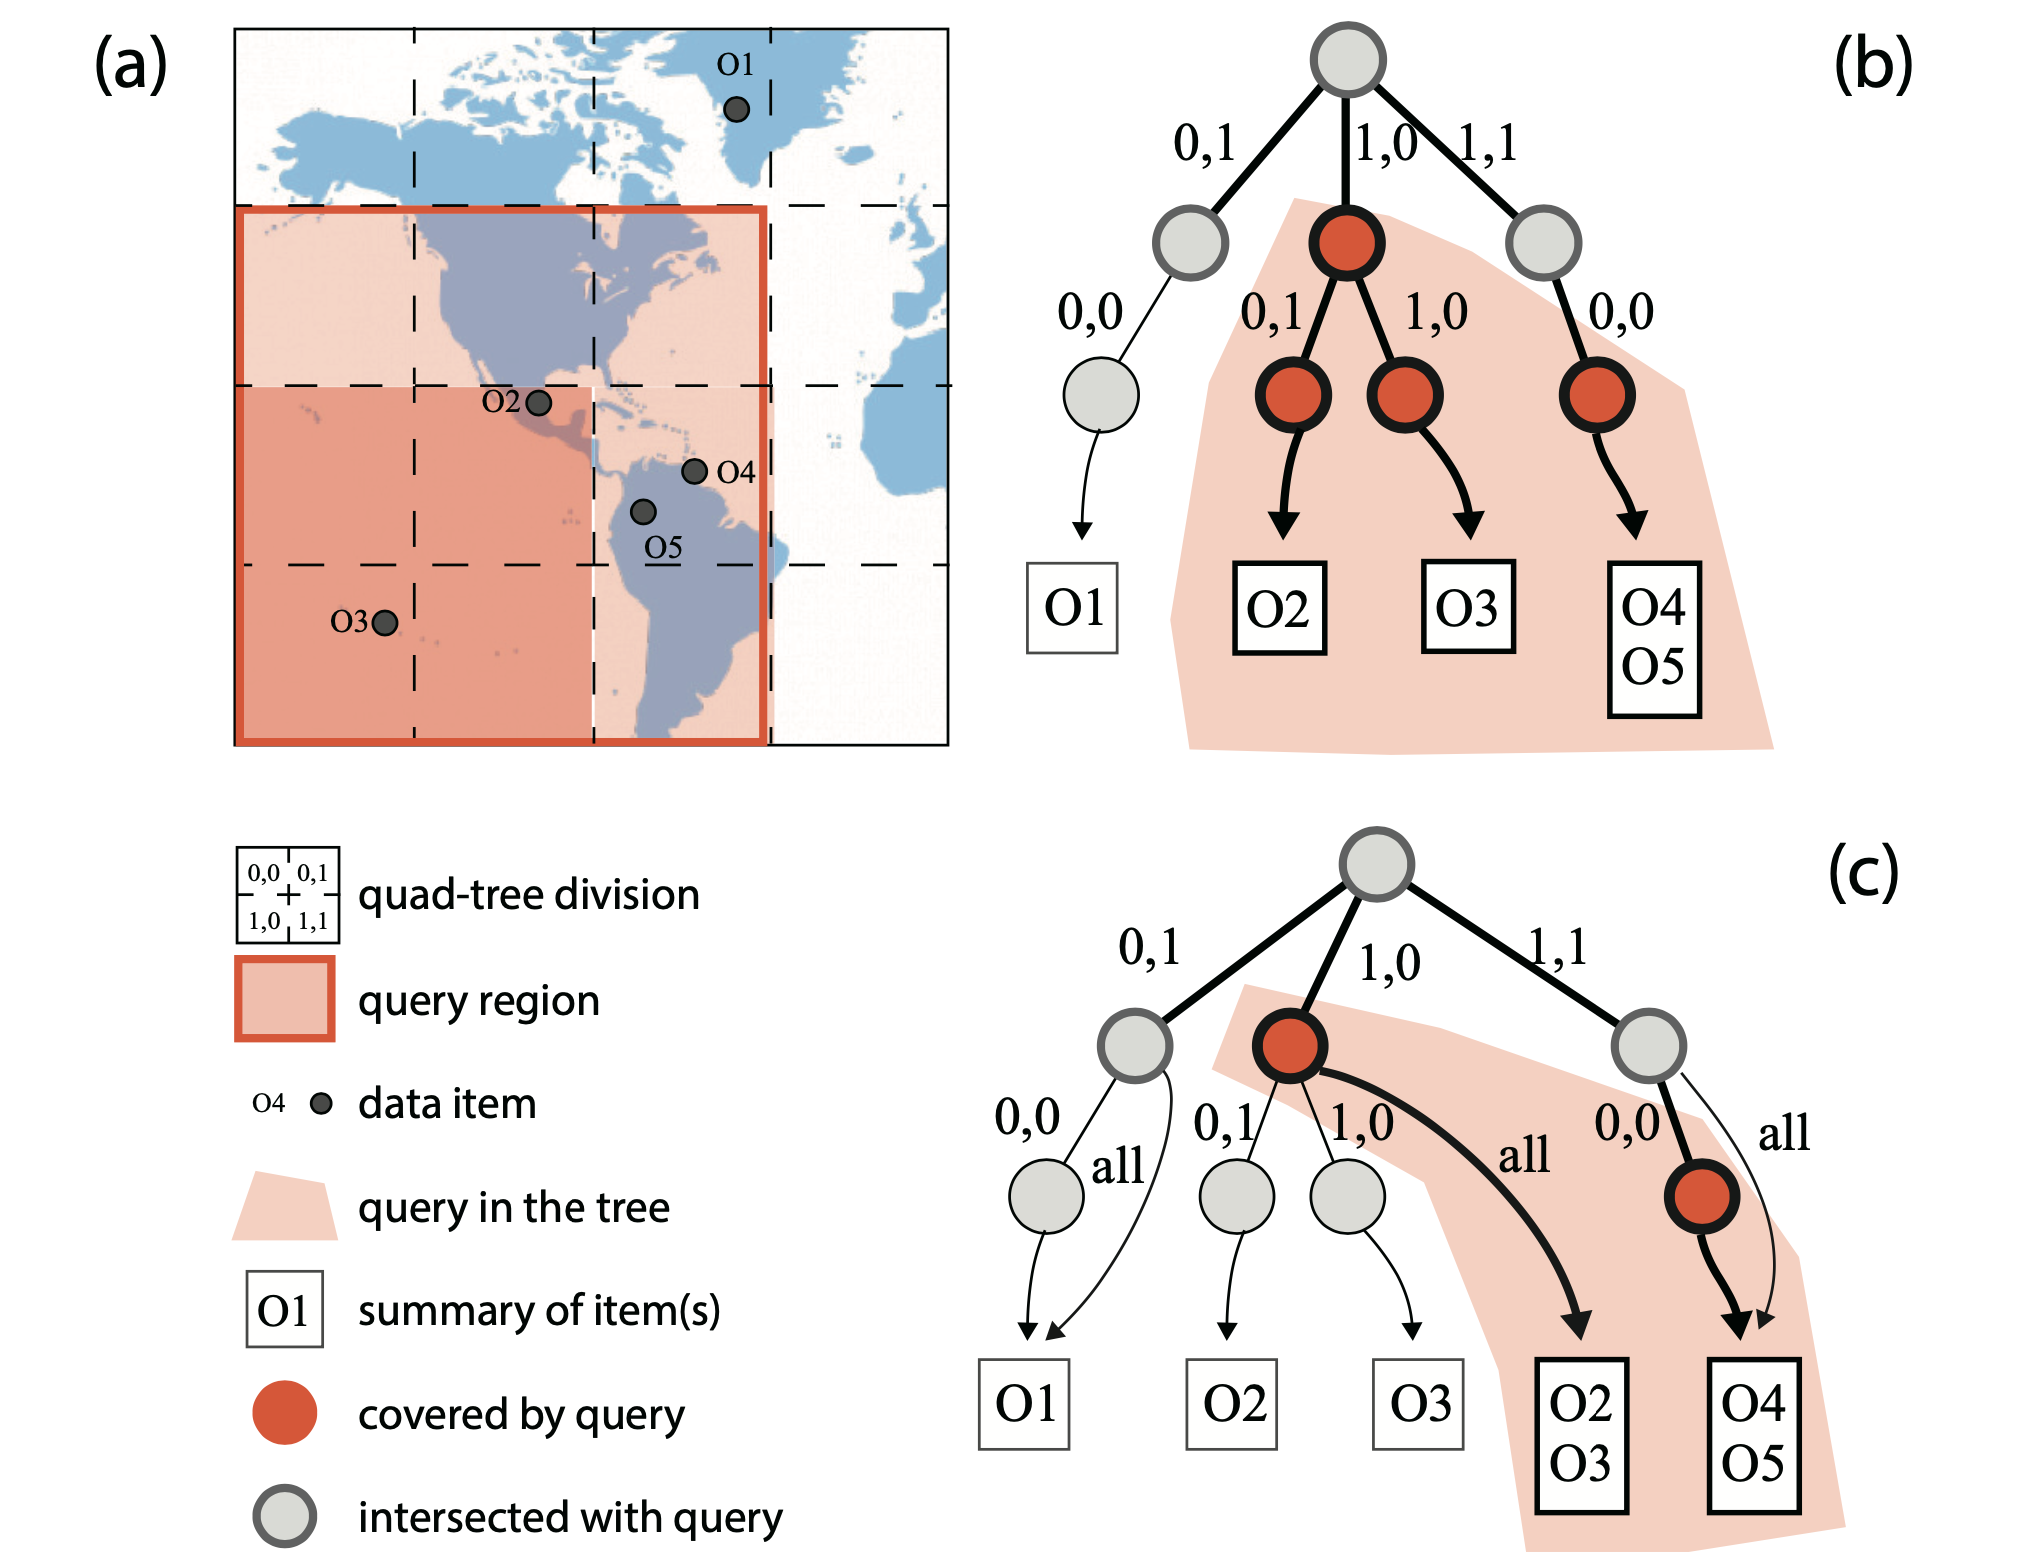 (a)
O1
O2
O4
O5
O3
(b)
0,1
1,0
1,1
0,0
0,1
1,0
0,0
O1
O2
O3
O4
O5
0,0 0,1
1,0 1,1
quad-tree division
query region
O4 data item
query in the tree
O1 summary of item(s)
covered by query
intersected with query
(c)
0,1
1,0
1,1
0,0
all
0,1
1,0
all
0,0
all
O1
O2
O3
O2
O3
O4
O5